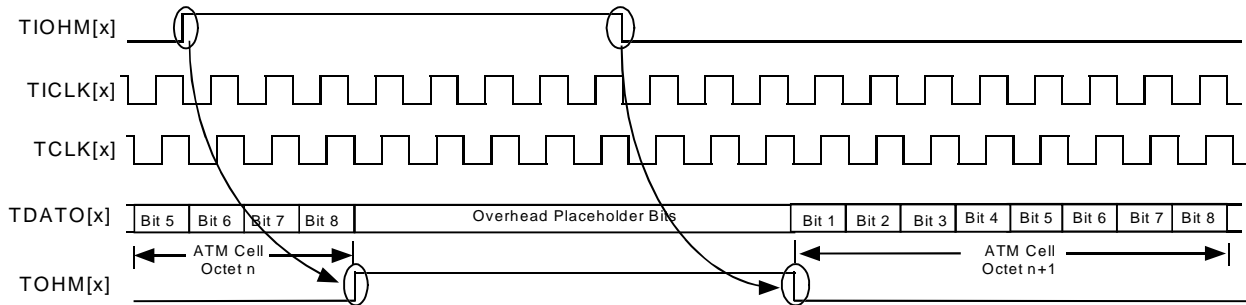 TIOHM[x]
TICLK[x]
TCLK[x]
TDATO[x] Bit 5 Bit 6 Bit 7 Bit 8 Overhead Placeholder Bits Bit 1 Bit 2 Bit 3 Bit 4 Bit 5 Bit 6 Bit 7 Bit 8
ATM Cell ATM Cell
Octet n Octet n+1
TOHM[x]